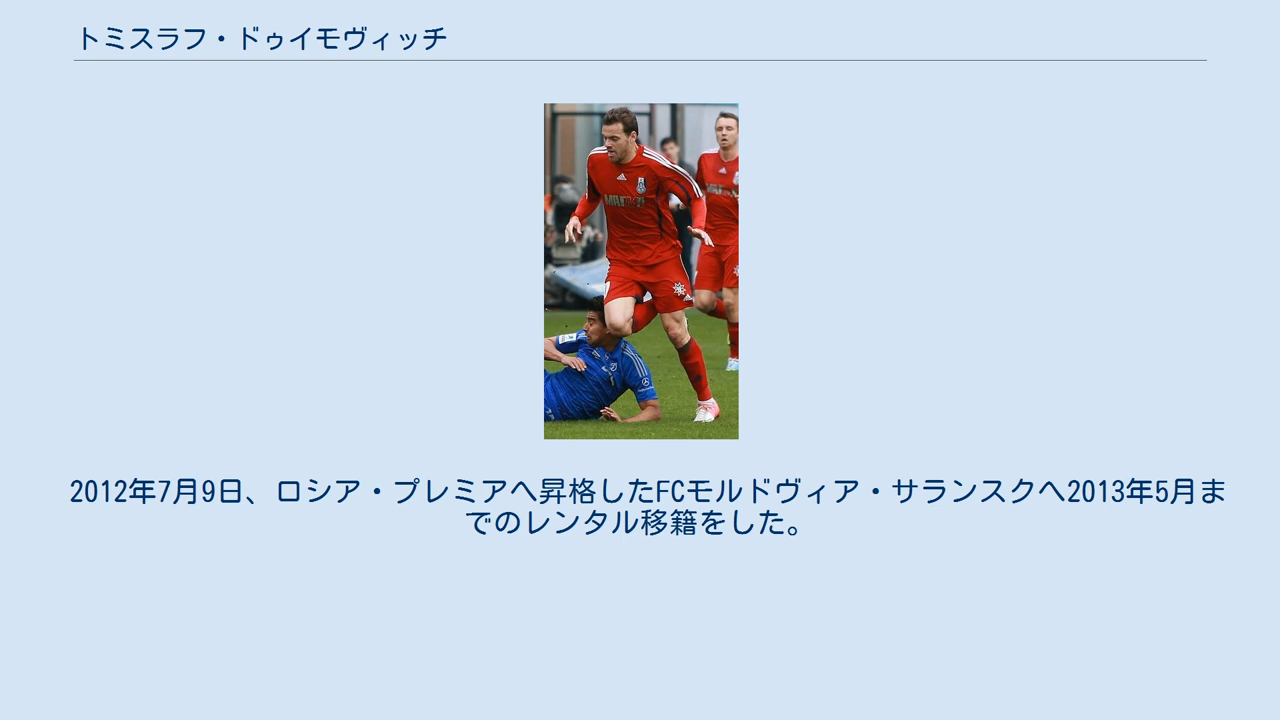 トミスラフ・ドゥイモヴィッチ
2012年7月9日、ロシア・プレミアへ昇格したFCモルドヴィア・サランスクへ2013年5月ま
でのレンタル移籍をした。